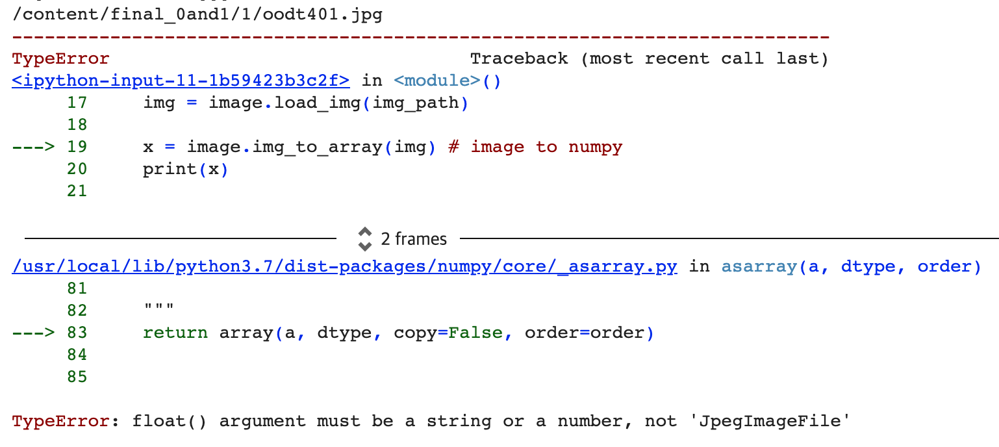 /content/final_0and1/1/oodt401.jpg
---------------------------------------------------------------------------
TypeError                                 Traceback (most recent call last)
<ipython-input-11-1b59423b3c2f> in <module>()
     17     img = image.load_img(img_path)
     18
---> 19     x = image.img_to_array(img) # image to numpy
     20     print(x)
     21
2 frames
/usr/local/lib/python3.7/dist-packages/numpy/core/_asarray.py in asarray(a, dtype, order)
     81
     82     """
---> 83     return array(a, dtype, copy=False, order=order)
     84
     85
TypeError: float() argument must be a string or a number, not 'JpegImageFile'